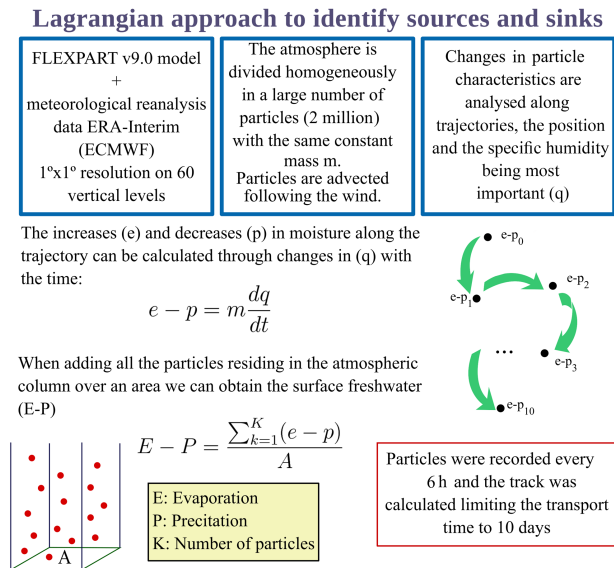 Lagrangian approach to identify sources and sinks
FLEXPART v9.0 model
+
meteorological reanalysis
data ERA-Interim
(ECMWF)
1ºx1º resolution on 60
vertical levels
The atmosphere is
divided homogeneously
in a large number of
particles (2 million)
with the same constant
mass m.
Particles are advected
following the wind.
Changes in particle
characteristics are
analysed along
trajectories, the position
and the specific humidity
being most
important (q)
The increases (e) and decreases (p) in moisture along the
trajectory can be calculated through changes in (q) with
the time:
e − p = m dq/dt
e-p₀
e-p₁
e-p₂
e-p₃
...
e-p₁₀
When adding all the particles residing in the atmospheric
column over an area we can obtain the surface freshwater
(E-P)
E − P = ∑ₖ₌₁ᴷ(e − p) / A
A
E: Evaporation
P: Precitation
K: Number of particles
Particles were recorded every
6 h and the track was
calculated limiting the transport
time to 10 days